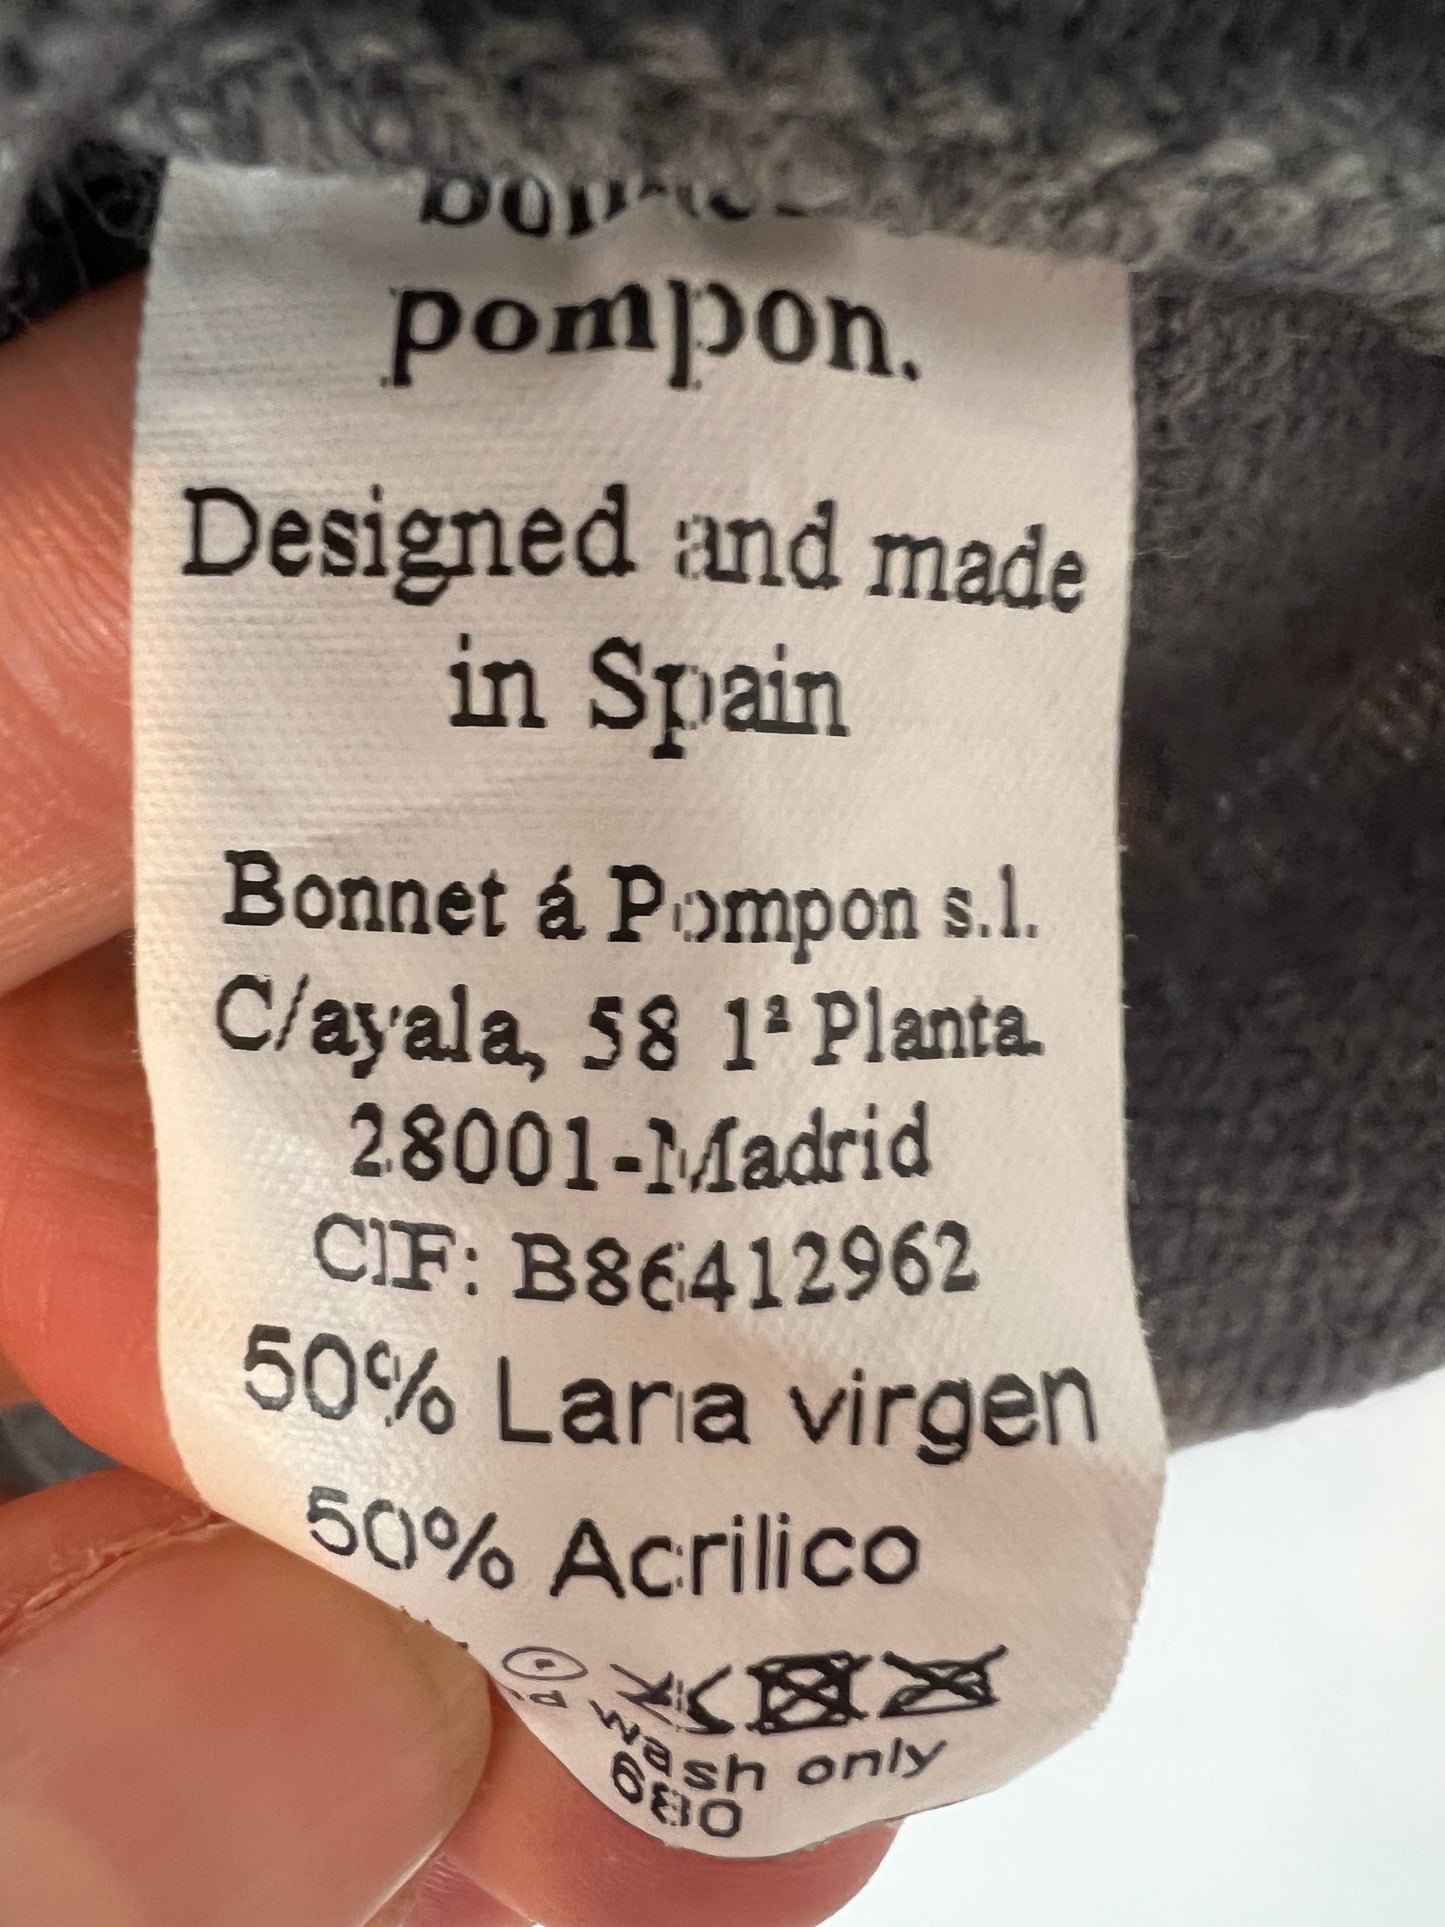 pompon.
Designed and made
in Spain
Bonnet á Pompon s.l.
C/ayala, 58 1ª Planta.
28001-Madrid
CIF: B86412962
50% Lana virgen
50% Acrilico
wash only
680